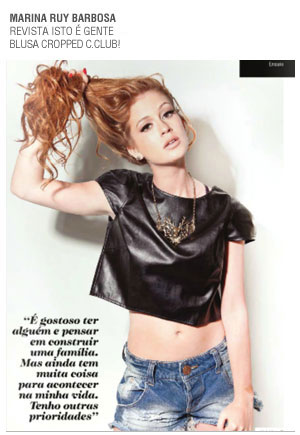 MARINA RUY BARBOSA
REVISTA ISTO É GENTE
BLUSA CROPPED C.CLUB!
Ensaio
“É gostoso ter
alguém e pensar
em construir
uma família.
Mas ainda tem
muita coisa
para acontecer
na minha vida.
Tenho outras
prioridades”